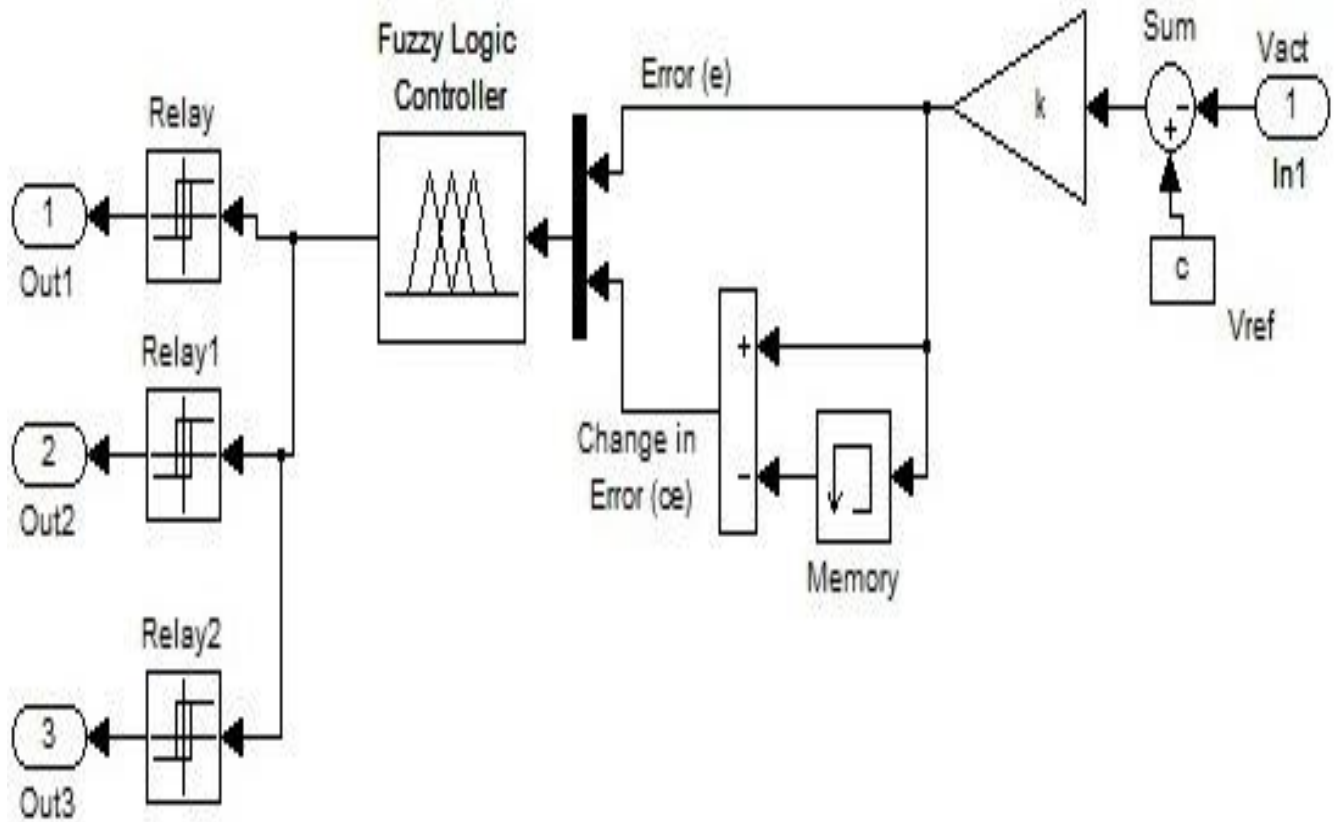 Fuzzy Logic
Controller
Error (e)
Sum
Vact
Relay
k
-
1
+
In1
1
Out1
c
Vref
Relay1
+
2
Change in
Error (ce)
-
Out2
Memory
Relay2
3
Out3